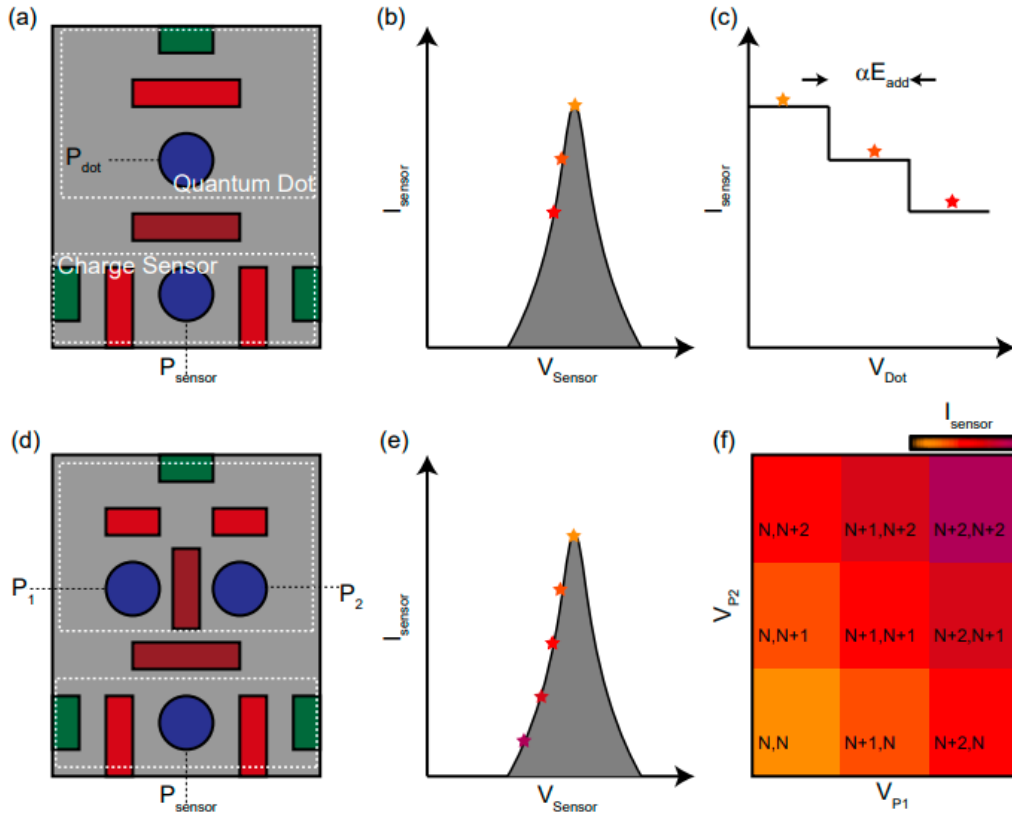 (a)
P_dot
Quantum Dot
Charge Sensor
P_sensor
(b)
I_sensor
V_Sensor
(c)
αE_add
I_sensor
V_Dot
(d)
P_1
P_2
P_sensor
(e)
I_sensor
V_Sensor
(f)
I_sensor
V_P2
N,N+2 N+1,N+2 N+2,N+2
N,N+1 N+1,N+1 N+2,N+1
N,N N+1,N N+2,N
V_P1